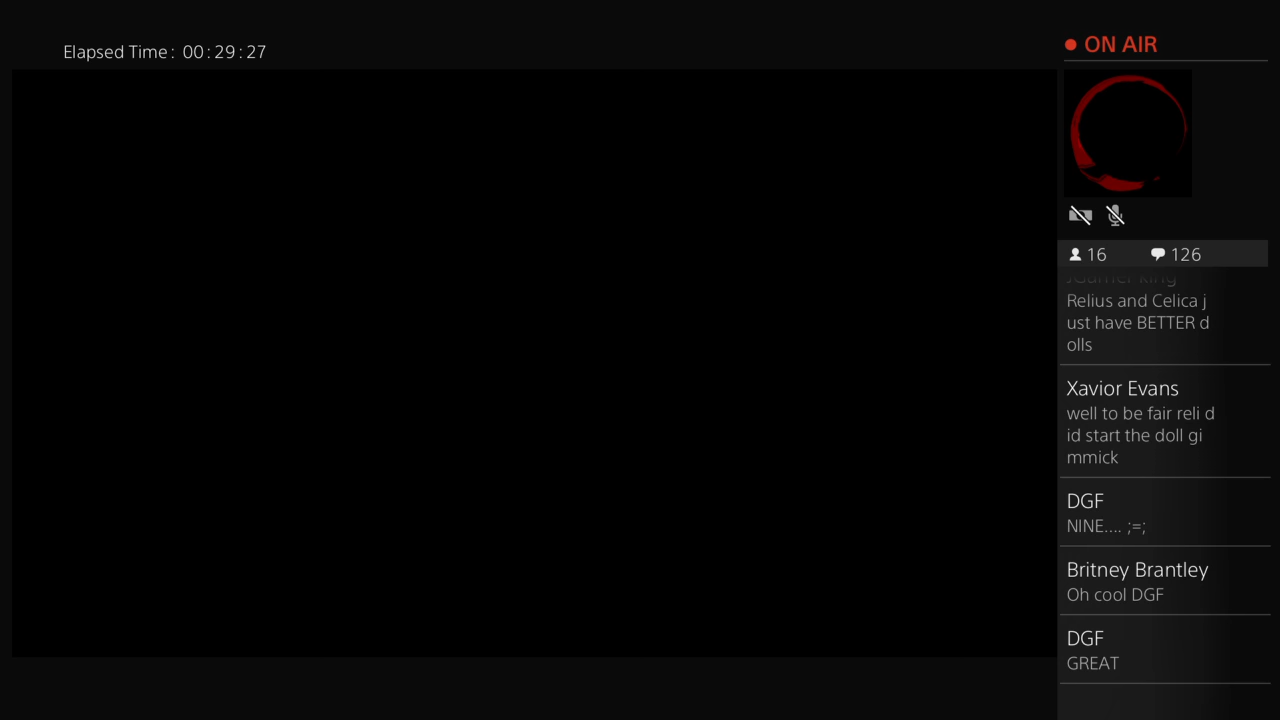 Elapsed Time: 00:29:27
ON AIR
16 126
JGamer king
Relius and Celica j
ust have BETTER d
olls
Xavior Evans
well to be fair reli d
id start the doll gi
mmick
DGF
NINE.... ;=;
Britney Brantley
Oh cool DGF
DGF
GREAT